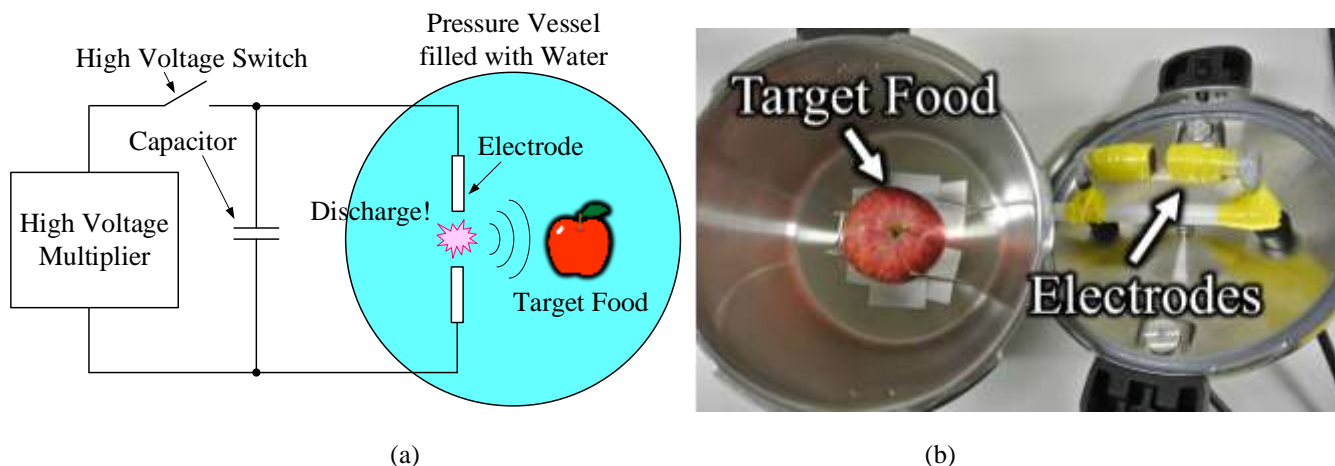 Pressure Vessel
filled with Water
High Voltage Switch
Capacitor
Electrode
High Voltage
Multiplier
Discharge!
Target Food
(a)
Target Food
Electrodes
(b)